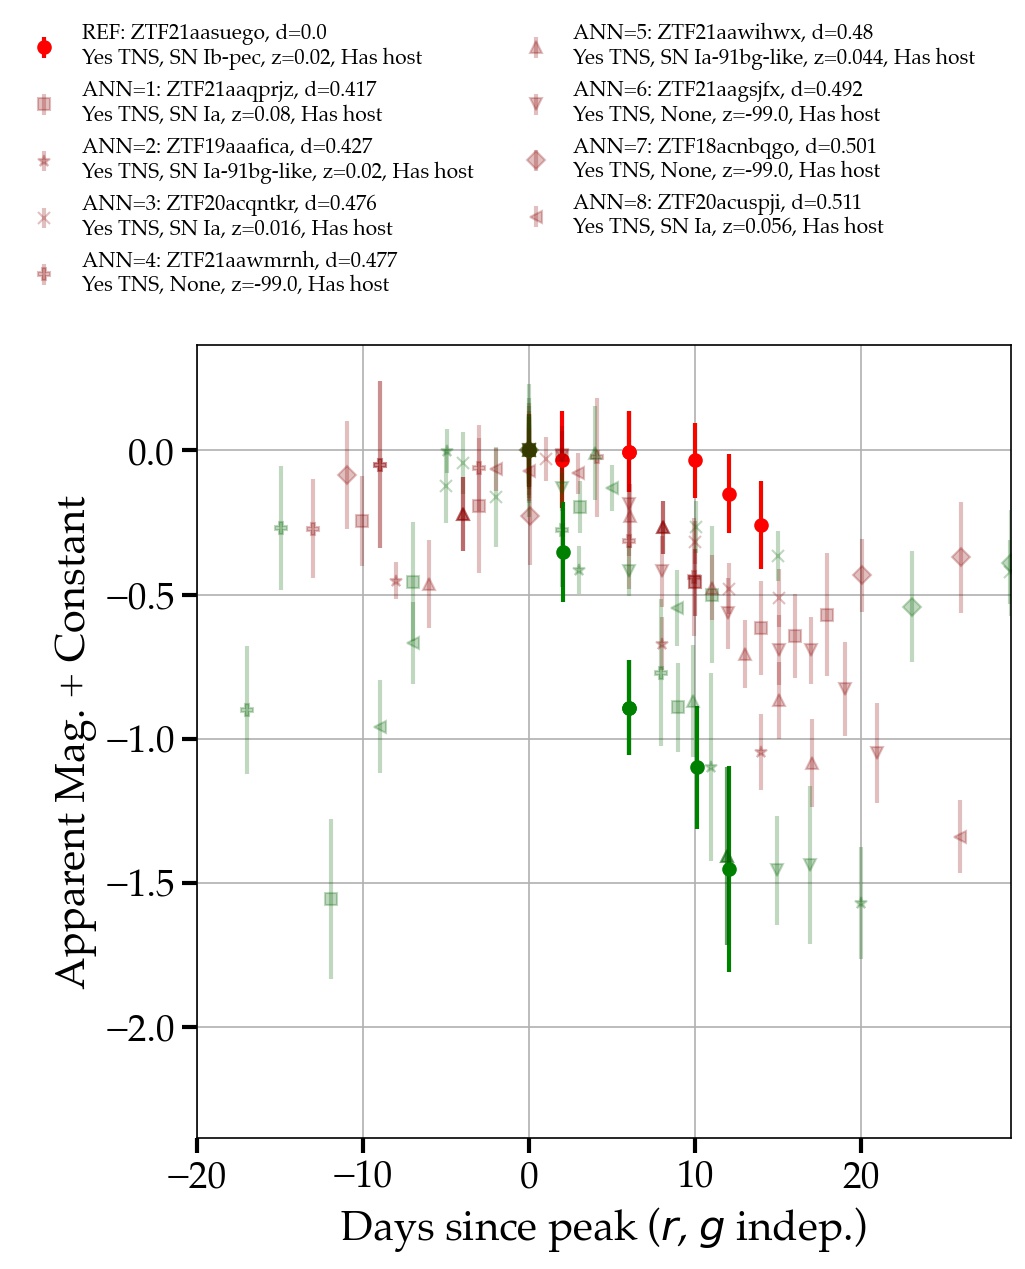 REF: ZTF21aasuego, d=0.0
Yes TNS, SN Ib-pec, z=0.02, Has host
ANN=1: ZTF21aaqprjz, d=0.417
Yes TNS, SN Ia, z=0.08, Has host
ANN=2: ZTF19aaafica, d=0.427
Yes TNS, SN Ia-91bg-like, z=0.02, Has host
ANN=3: ZTF20acqntkr, d=0.476
Yes TNS, SN Ia, z=0.016, Has host
ANN=4: ZTF21aawmrnh, d=0.477
Yes TNS, None, z=-99.0, Has host
ANN=5: ZTF21aawihwx, d=0.48
Yes TNS, SN Ia-91bg-like, z=0.044, Has host
ANN=6: ZTF21aagsjfx, d=0.492
Yes TNS, None, z=-99.0, Has host
ANN=7: ZTF18acnbqgo, d=0.501
Yes TNS, None, z=-99.0, Has host
ANN=8: ZTF20acuspji, d=0.511
Yes TNS, SN Ia, z=0.056, Has host
Apparent Mag. + Constant
0.0
−0.5
−1.0
−1.5
−2.0
−20
−10
0
10
20
Days since peak (r, g indep.)